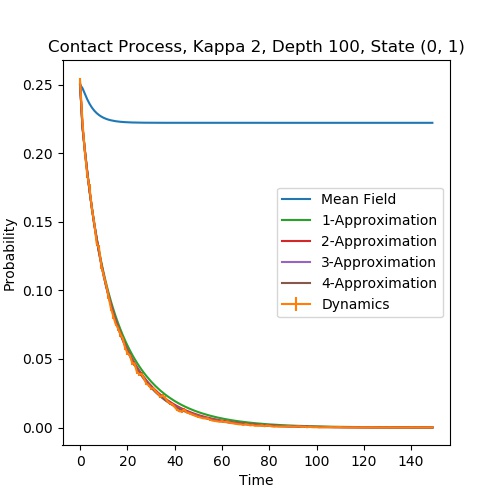 Contact Process, Kappa 2, Depth 100, State (0, 1)
0.25
0.20
0.15
0.10
0.05
0.00
Probability
Mean Field
1-Approximation
2-Approximation
3-Approximation
4-Approximation
Dynamics
0 20 40 60 80 100 120 140
Time